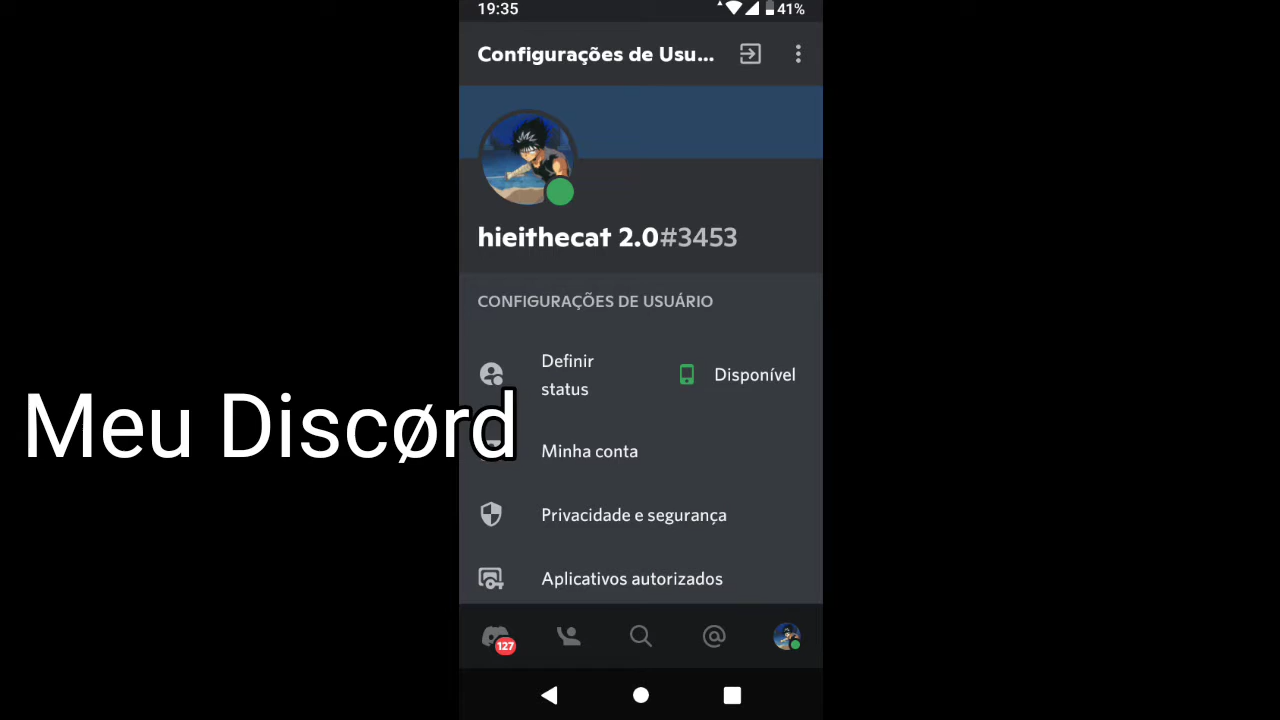 19:35
41%
Configurações de Usu...
hieithecat 2.0#3453
CONFIGURAÇÕES DE USUÁRIO
Definir
status
Disponível
Meu Discørd
Minha conta
Privacidade e segurança
Aplicativos autorizados
127